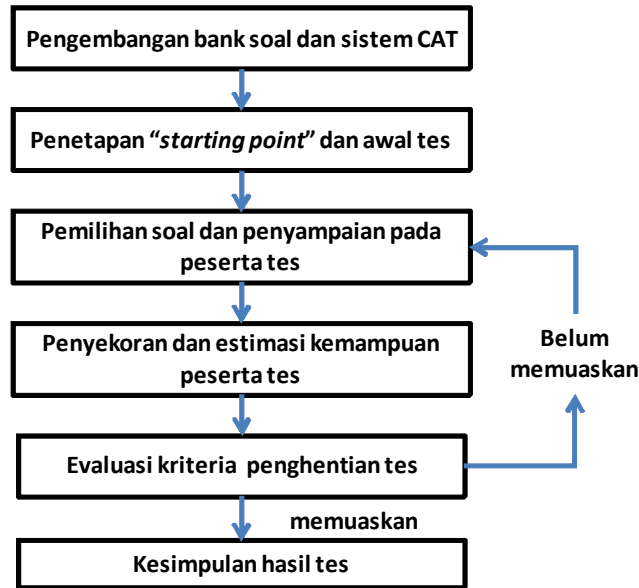 Pengembangan bank soal dan sistem CAT
Penetapan “starting point” dan awal tes
Pemilihan soal dan penyampaian pada
peserta tes
Penyekoran dan estimasi kemampuan
peserta tes
Belum
memuaskan
Evaluasi kriteria penghentian tes
memuaskan
Kesimpulan hasil tes